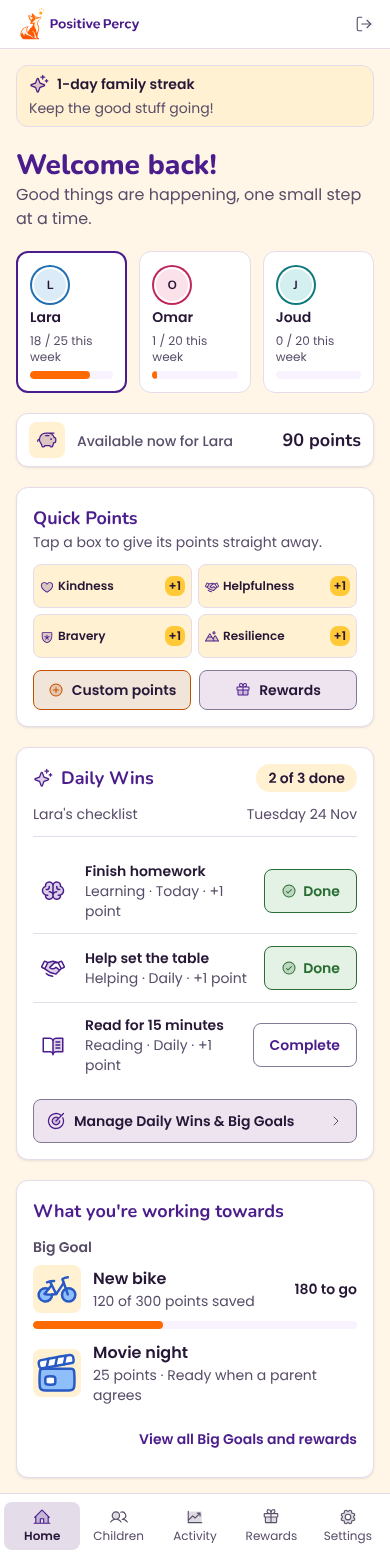 Positive Percy
1-day family streak
Keep the good stuff going!
Welcome back!
Good things are happening, one small step
at a time.
L
Lara
18 / 25 this
week
O
Omar
1 / 20 this
week
J
Joud
0 / 20 this
week
Available now for Lara 90 points
Quick Points
Tap a box to give its points straight away.
Kindness +1
Helpfulness +1
Bravery +1
Resilience +1
Custom points
Rewards
Daily Wins 2 of 3 done
Lara's checklist Tuesday 24 Nov
Finish homework
Learning · Today · +1
point
Done
Help set the table
Helping · Daily · +1 point
Done
Read for 15 minutes
Reading · Daily · +1
point
Complete
Manage Daily Wins & Big Goals
What you're working towards
Big Goal
New bike
120 of 300 points saved
180 to go
Movie night
25 points · Ready when a parent
agrees
View all Big Goals and rewards
Home Children Activity Rewards Settings